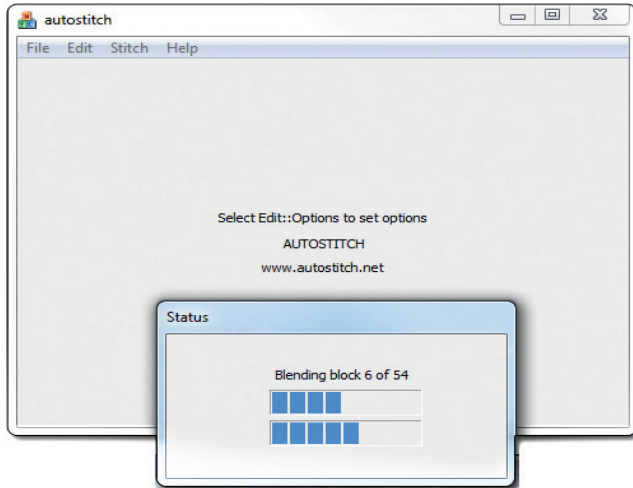 autostitch
File Edit Stitch Help
Select Edit::Options to set options
AUTOSTITCH
www.autostitch.net
Status
Blending block 6 of 54